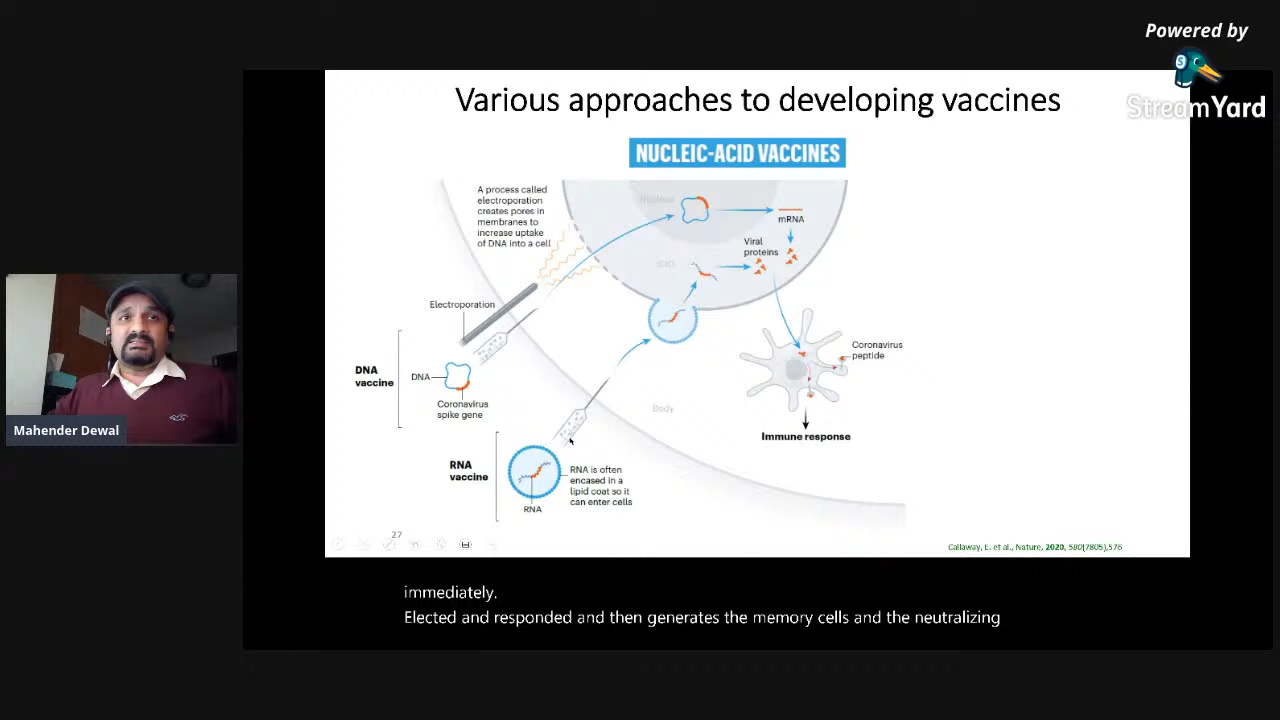 Powered by
StreamYard
Various approaches to developing vaccines
NUCLEIC-ACID VACCINES
A process called
electroporation
creates pores in
membranes to
increase uptake
of DNA into a cell
Nucleus
mRNA
Viral
proteins
Cell
Electroporation
DNA
vaccine
DNA
Coronavirus
spike gene
Coronavirus
peptide
Body
Immune response
RNA
vaccine
RNA is often
encased in a
lipid coat so it
can enter cells
RNA
27
Callaway, E. et al., Nature, 2020, 580(7805),576
Mahender Dewal
immediately.
Elected and responded and then generates the memory cells and the neutralizing